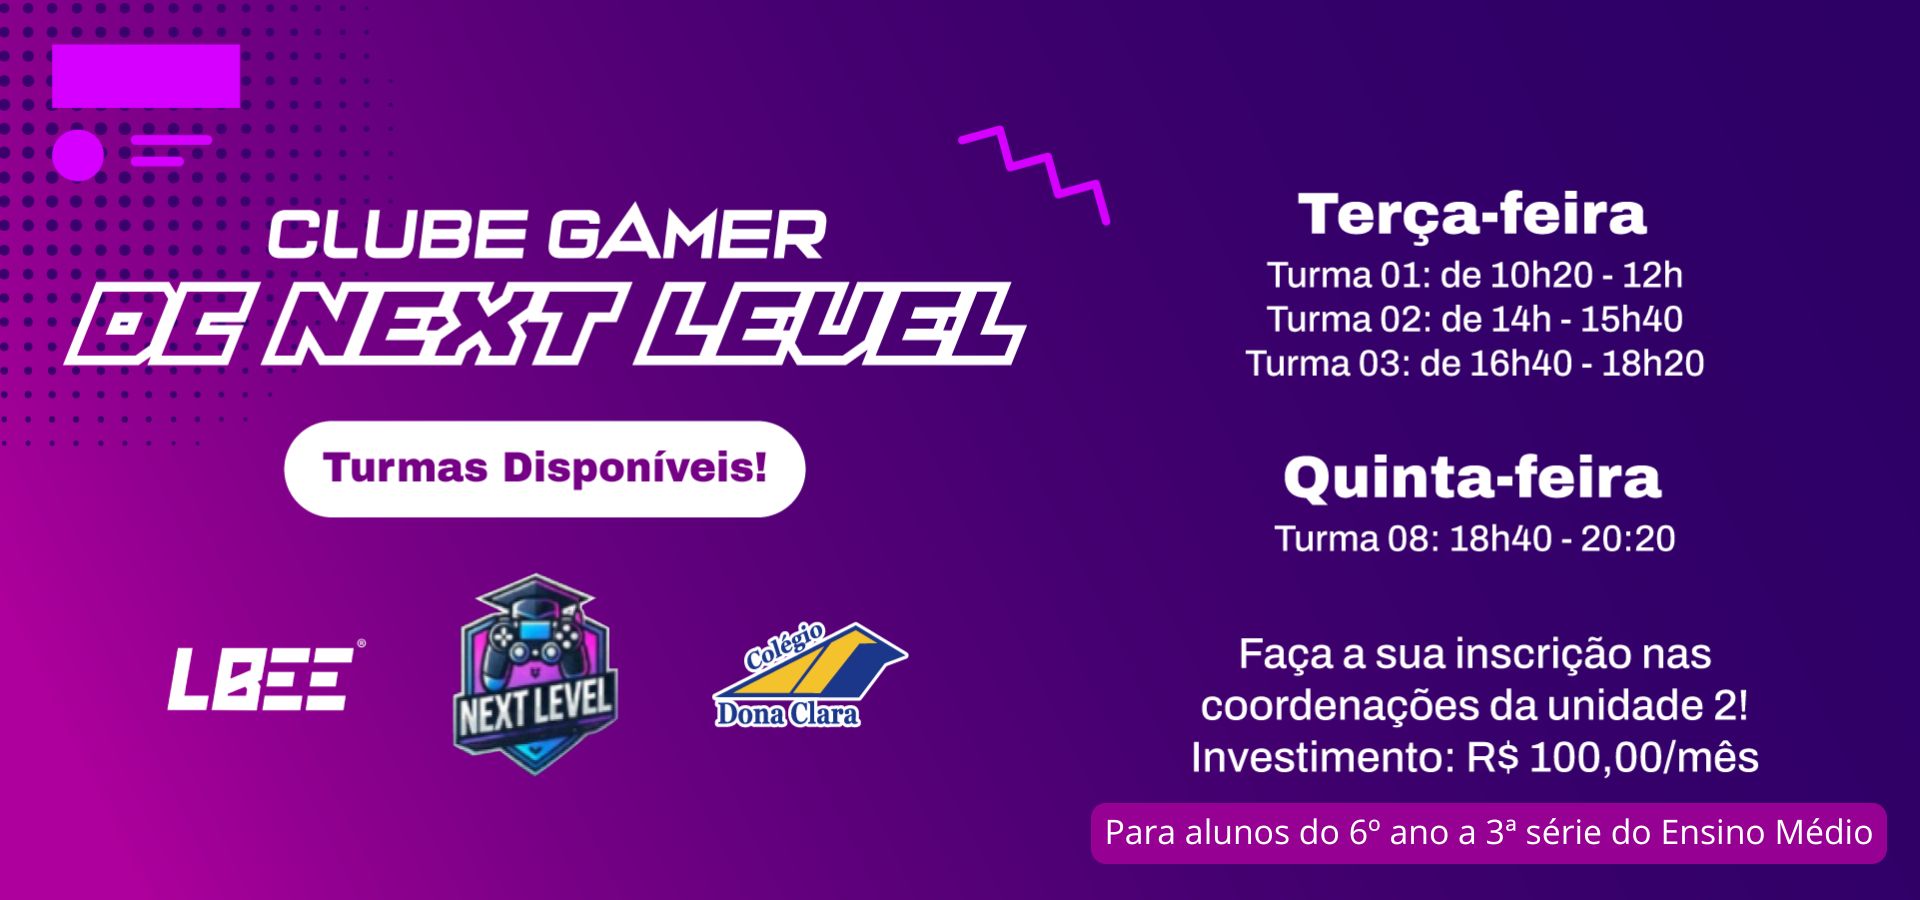 CLUBE GAMER
DC NEXT LEVEL
Turmas Disponíveis!
LBEE®
NEXT LEVEL
Colégio
Dona Clara
Terça-feira
Turma 01: de 10h20 - 12h
Turma 02: de 14h - 15h40
Turma 03: de 16h40 - 18h20
Quinta-feira
Turma 08: 18h40 - 20:20
Faça a sua inscrição nas
coordenações da unidade 2!
Investimento: R$ 100,00/mês
Para alunos do 6º ano a 3ª série do Ensino Médio